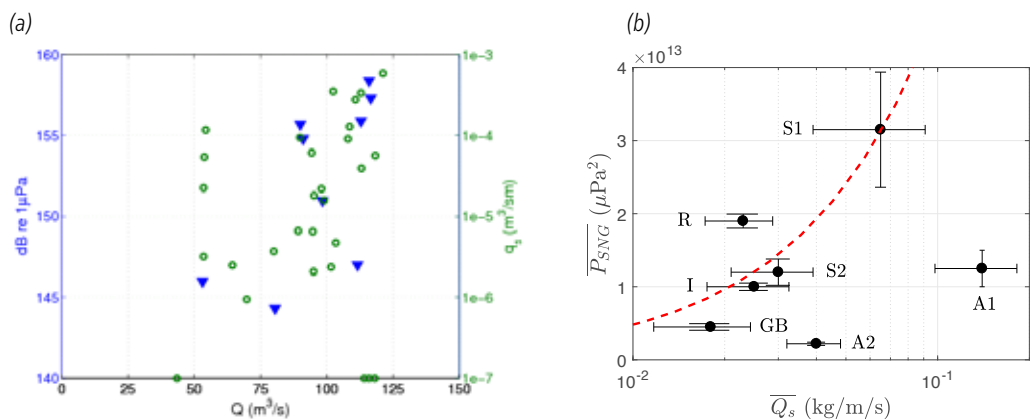 (a)
160
155
150
145
140
dB re 1μPa
0
25
50
75
100
125
150
Q (m³/s)
1e-3
1e-4
1e-5
1e-6
1e-7
q_s (m³/sm)
(b)
×10¹³
4
3
2
1
0
P_SNG (μPa²)
S1
R
S2
I
GB
A2
A1
10⁻²
10⁻¹
Q_s (kg/m/s)